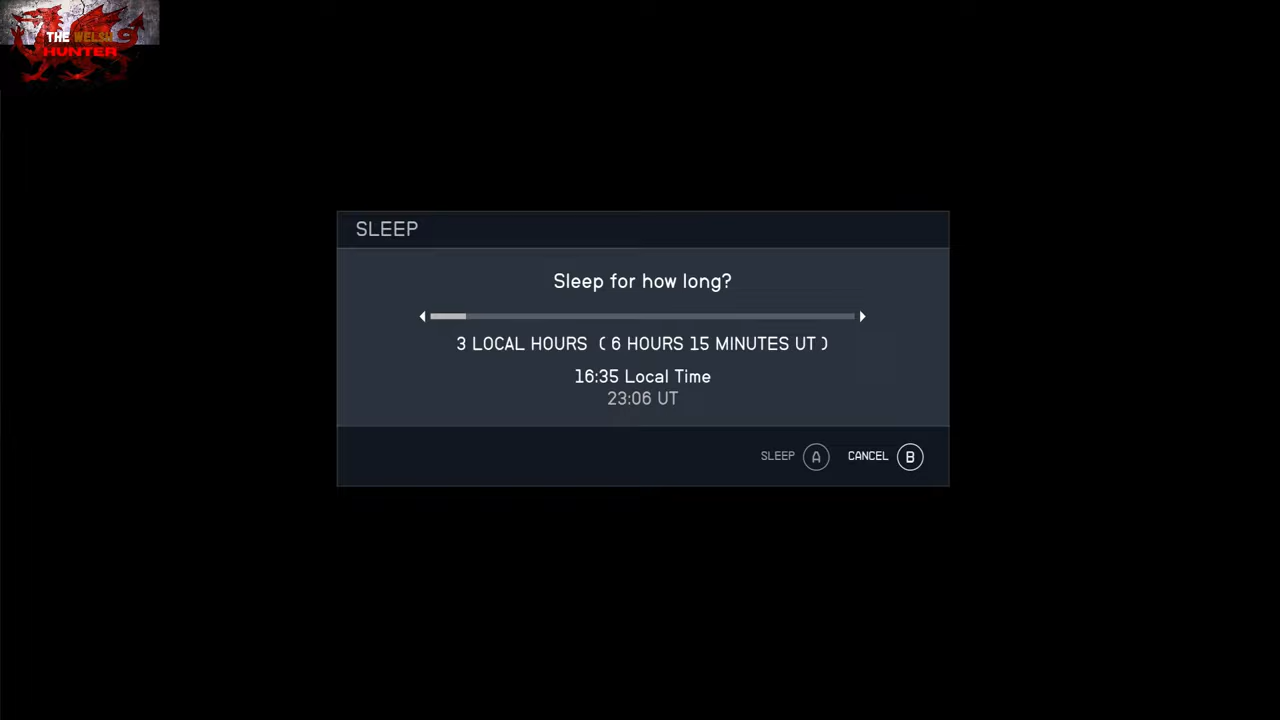 THE WELSH
HUNTER
SLEEP
Sleep for how long?
3 LOCAL HOURS ( 6 HOURS 15 MINUTES UT )
16:35 Local Time
23:06 UT
SLEEP A CANCEL B